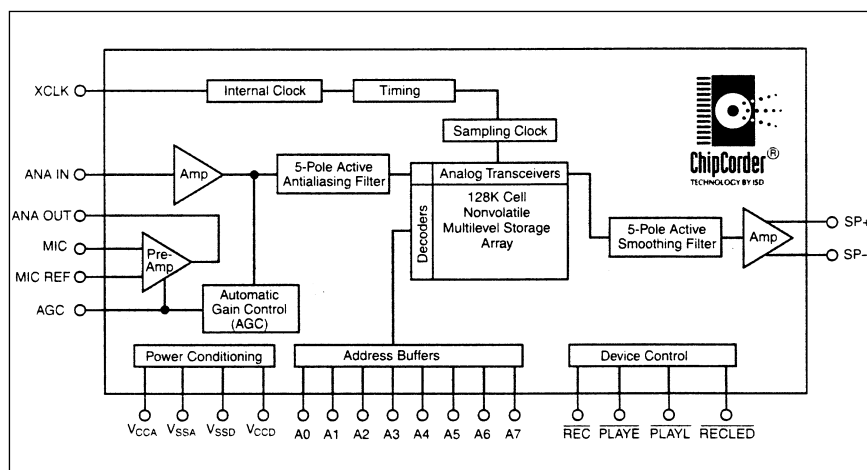 XCLK
Internal Clock
Timing
Sampling Clock
ChipCorder®
TECHNOLOGY BY ISD
ANA IN
Amp
5-Pole Active
Antialiasing Filter
Analog Transceivers
Decoders
128K Cell
Nonvolatile
Multilevel Storage
Array
5-Pole Active
Smoothing Filter
Amp
SP+
SP–
ANA OUT
MIC
MIC REF
Pre-
Amp
AGC
Automatic
Gain Control
(AGC)
Power Conditioning
Address Buffers
Device Control
VCCA VSSA VSSD VCCD A0 A1 A2 A3 A4 A5 A6 A7 REC PLAYE PLAYL RECLED